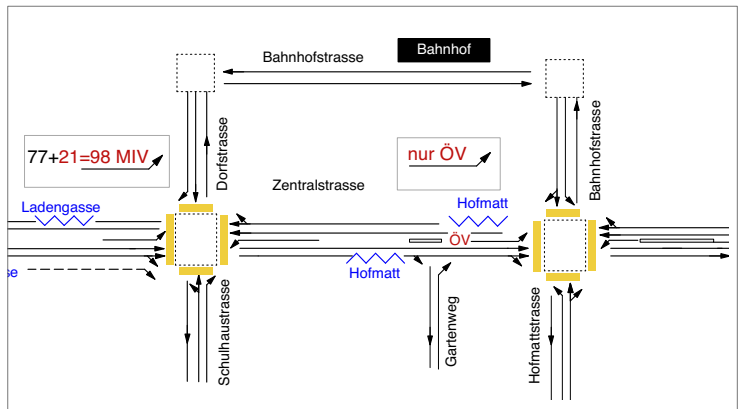 Bahnhof
Bahnhofstrasse
77+21=98 MIV
nur ÖV
Dorfstrasse
Bahnhofstrasse
Zentralstrasse
Ladengasse
Hofmatt
ÖV
se
Hofmatt
Schulhaustrasse
Gartenweg
Hofmattstrasse